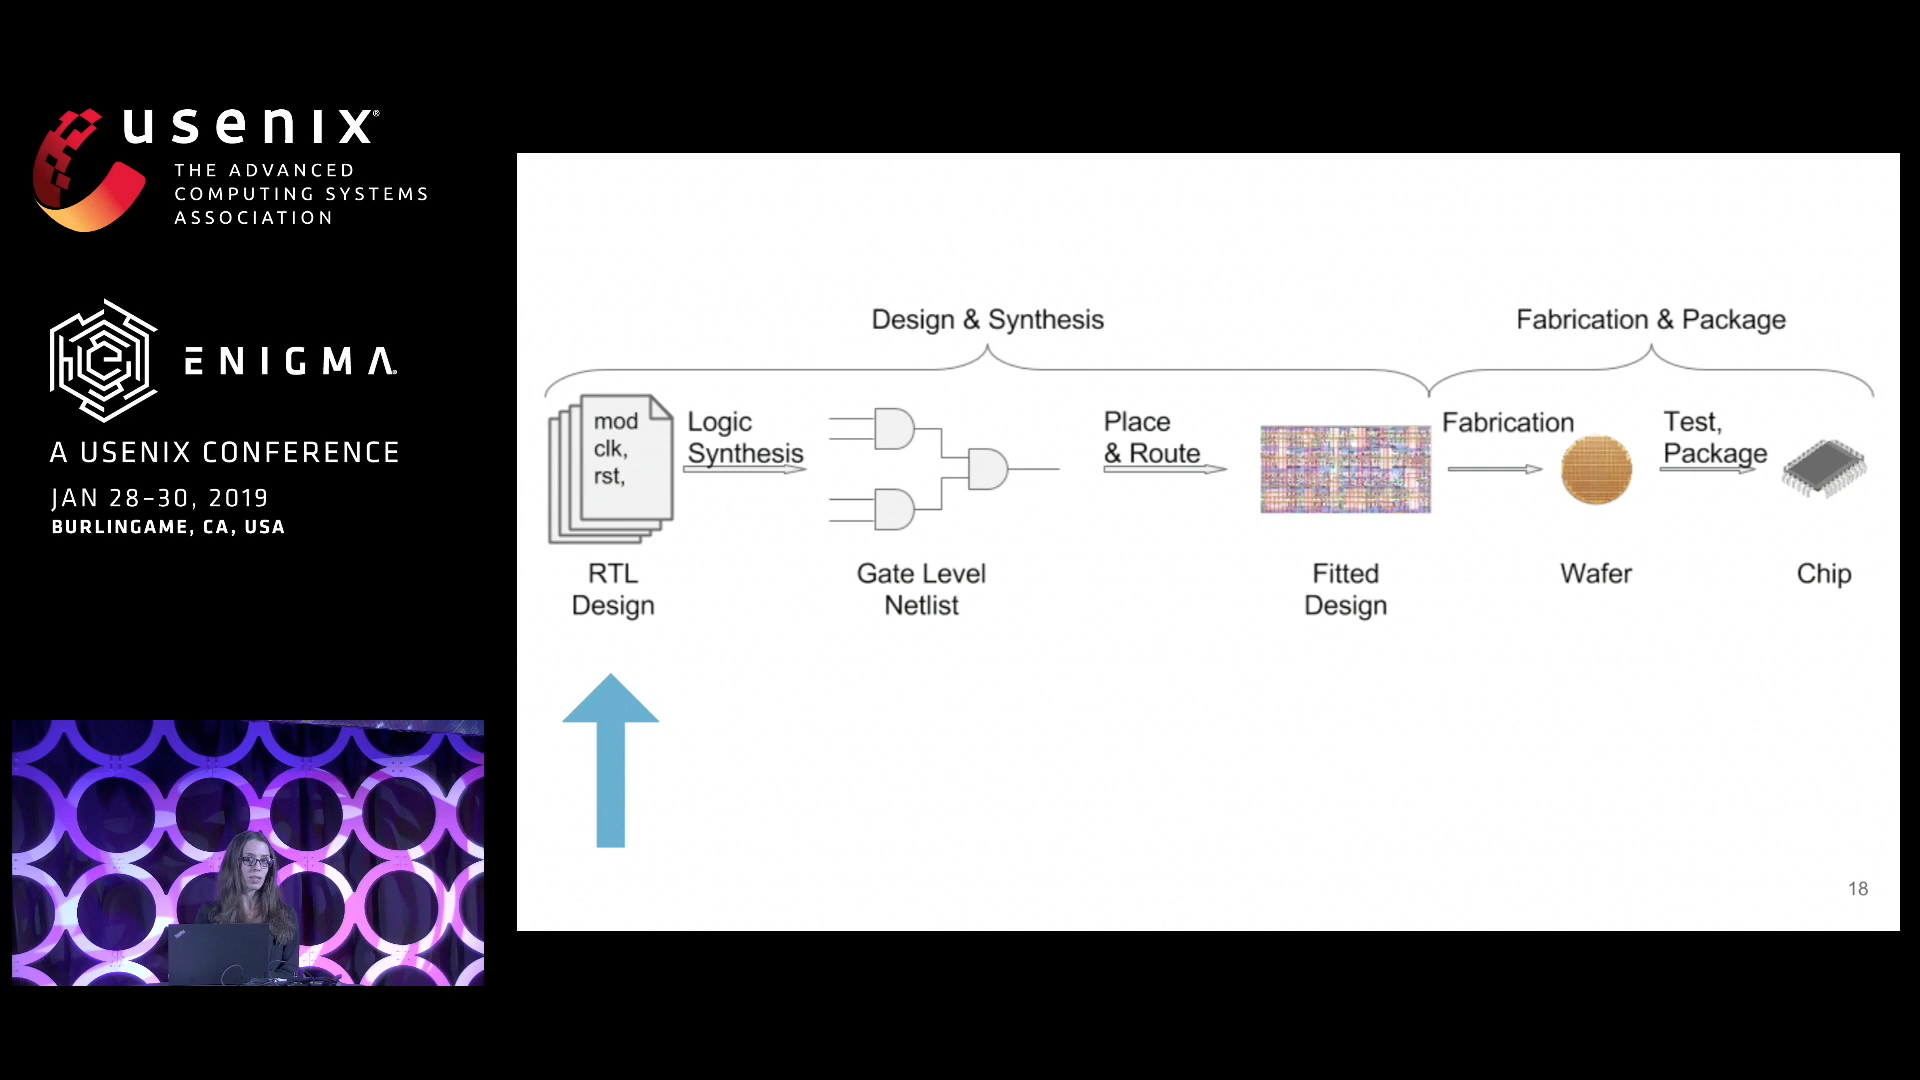 usenix®
THE ADVANCED
COMPUTING SYSTEMS
ASSOCIATION
ENIGMA.
A USENIX CONFERENCE
JAN 28–30, 2019
BURLINGAME, CA, USA
Design & Synthesis
Fabrication & Package
mod
clk,
rst,
Logic
Synthesis
Place
& Route
Fabrication
Test,
Package
RTL
Design
Gate Level
Netlist
Fitted
Design
Wafer
Chip
18